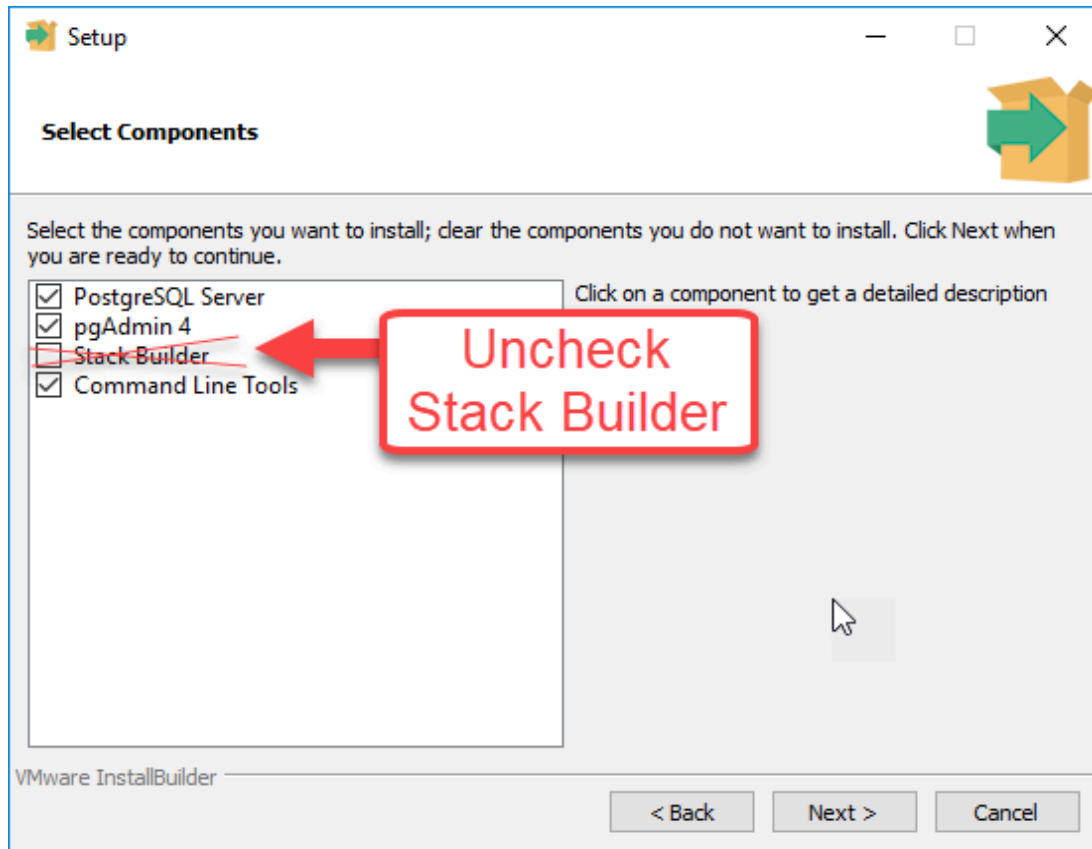 Setup
Select Components
Select the components you want to install; clear the components you do not want to install. Click Next when
you are ready to continue.
PostgreSQL Server
pgAdmin 4
Stack Builder
Command Line Tools
Click on a component to get a detailed description
Uncheck
Stack Builder
VMware InstallBuilder
< Back
Next >
Cancel